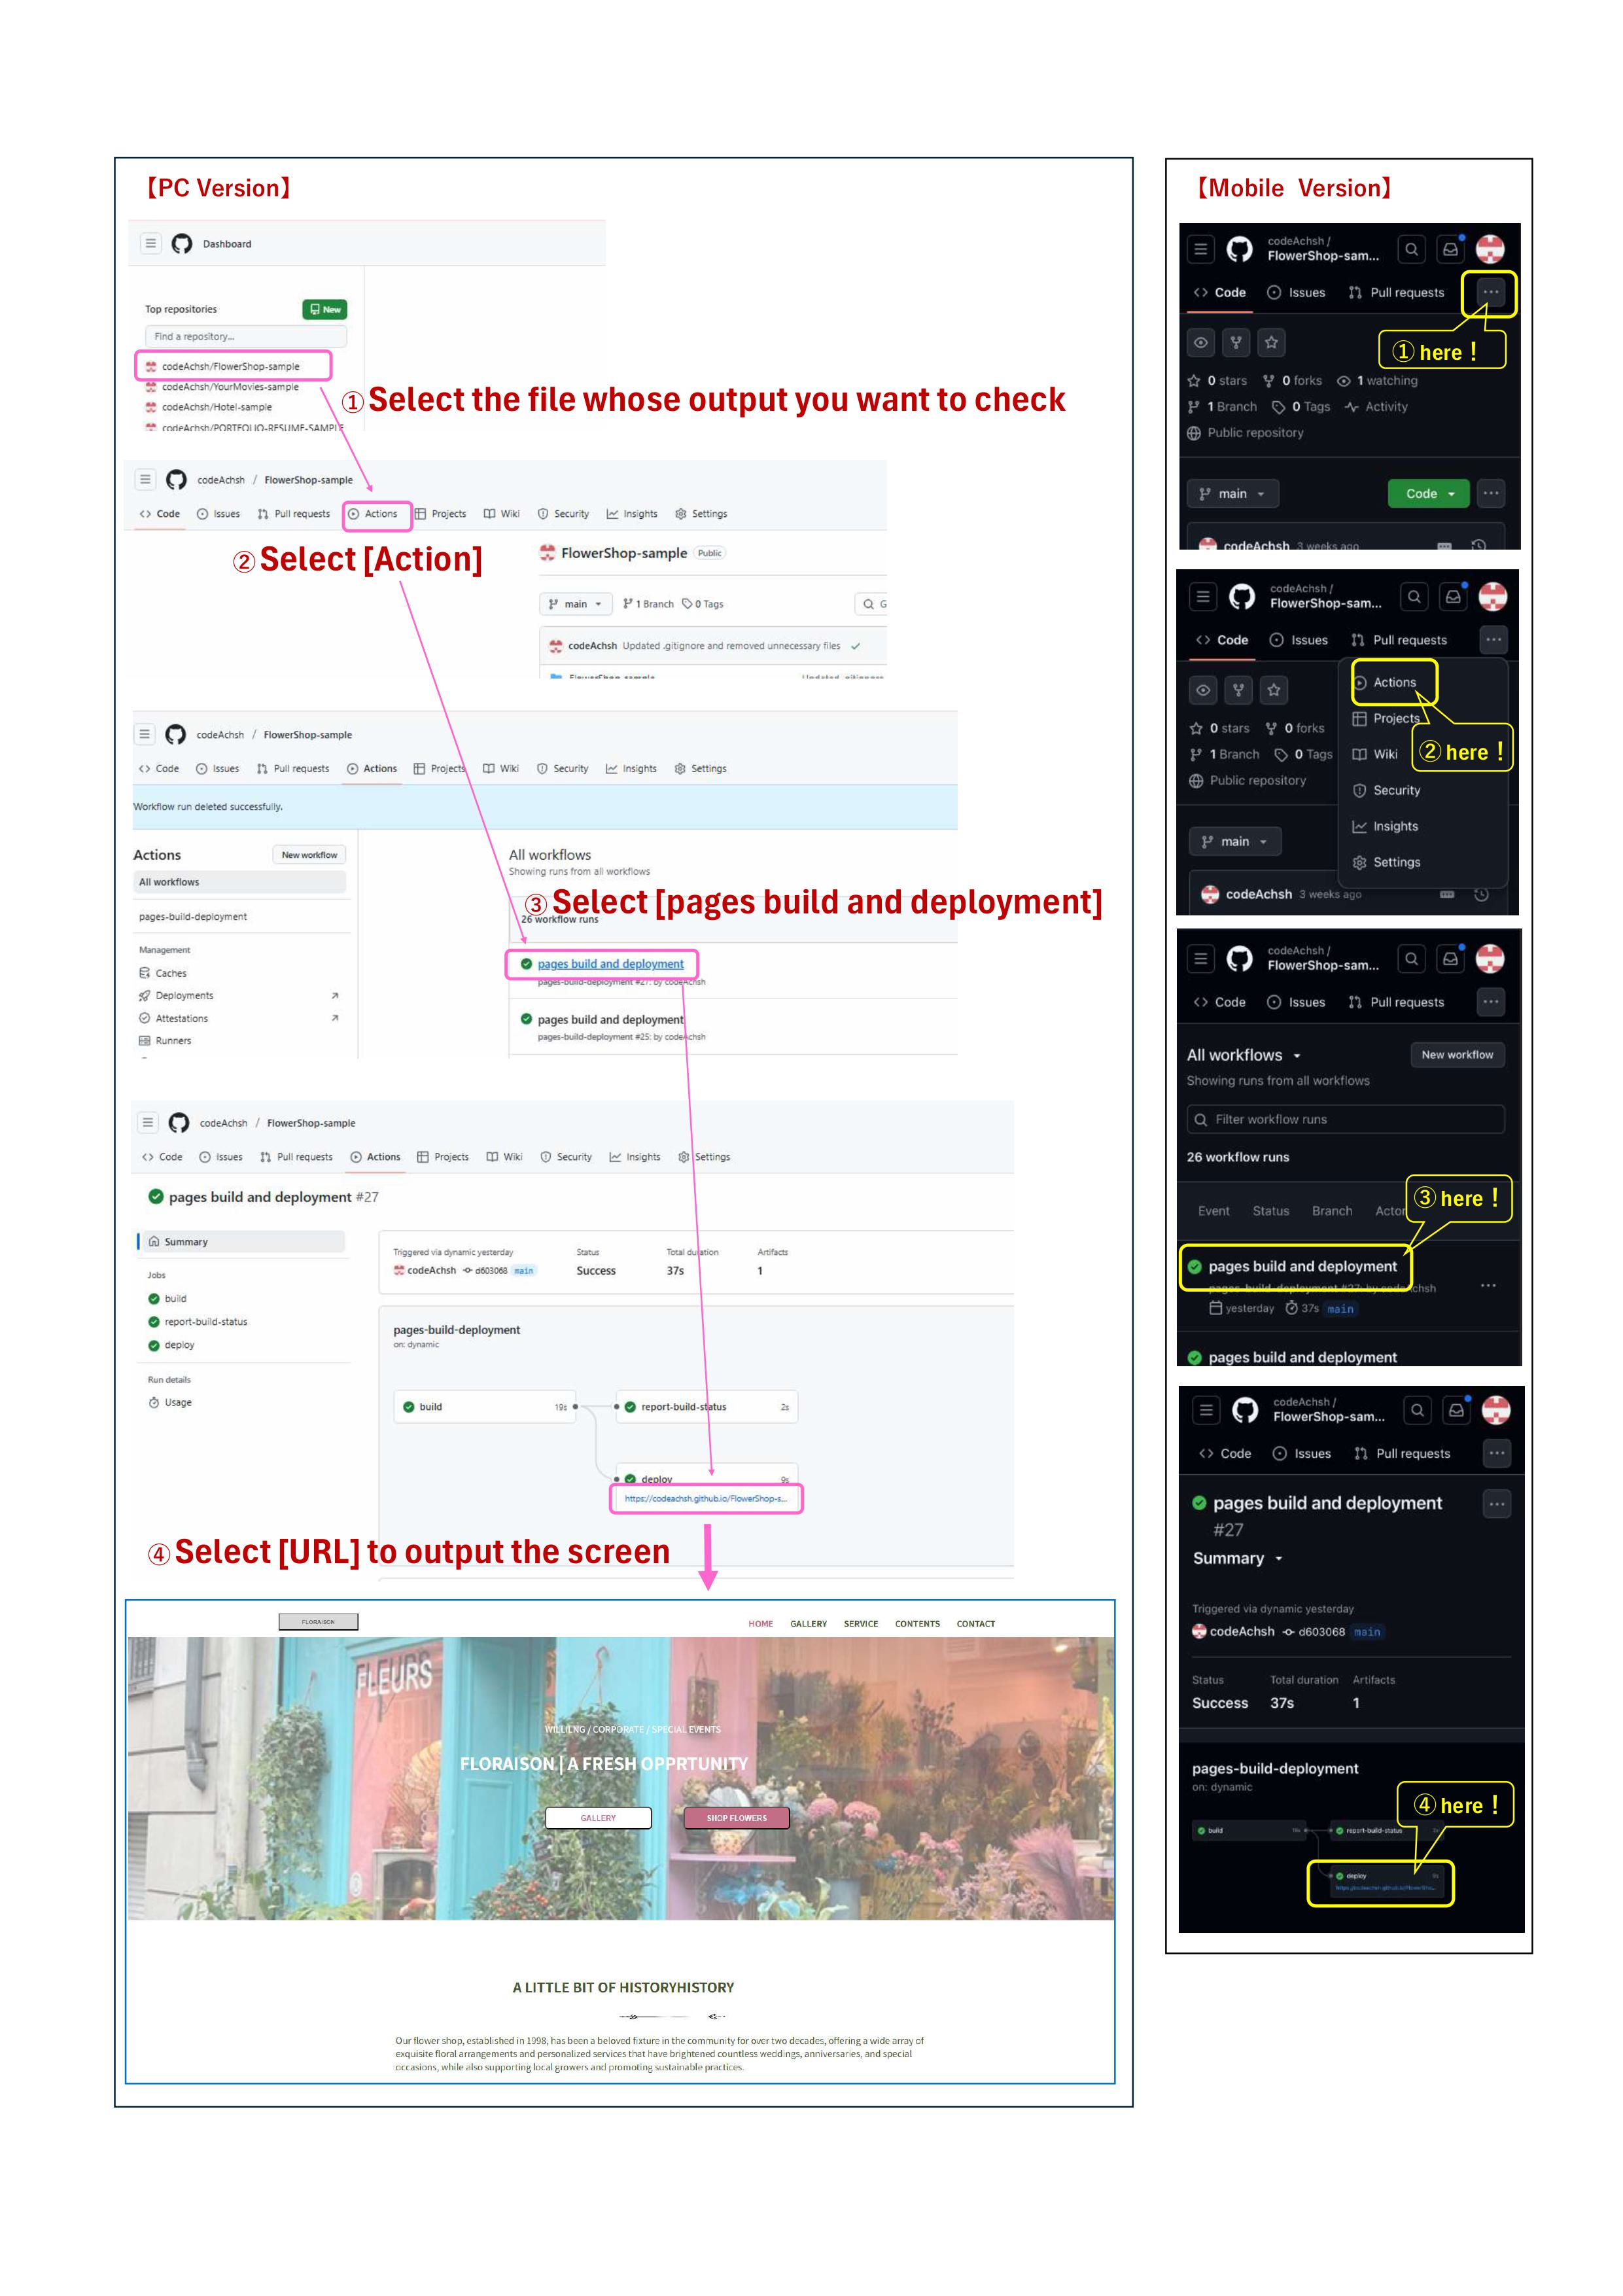 【PC Version】
Dashboard
Top repositories
New
Find a repository...
codeAchsh/FlowerShop-sample
codeAchsh/YourMovies-sample
codeAchsh/Hotel-sample
codeAchsh/PORTFOLIO-RESUME-SAMPLE
①Select the file whose output you want to check
codeAchsh / FlowerShop-sample
Code Issues Pull requests Actions Projects Wiki Security Insights Settings
②Select [Action]
FlowerShop-sample Public
main 1 Branch 0 Tags G
codeAchsh Updated .gitignore and removed unnecessary files
codeAchsh / FlowerShop-sample
Code Issues Pull requests Actions Projects Wiki Security Insights Settings
Workflow run deleted successfully.
Actions New workflow
All workflows
pages-build-deployment
Management
Caches
Deployments
Attestations
Runners
All workflows
Showing runs from all workflows
③Select [pages build and deployment]
26 workflow runs
pages build and deployment
pages-build-deployment #27: by codeAchsh
pages build and deployment
pages-build-deployment #25: by codeAchsh
codeAchsh / FlowerShop-sample
Code Issues Pull requests Actions Projects Wiki Security Insights Settings
pages build and deployment #27
Summary
Jobs
build
report-build-status
deploy
Run details
Usage
Triggered via dynamic yesterday Status Total duration Artifacts
codeAchsh d603068 main Success 37s 1
pages-build-deployment
on: dynamic
build 19s report-build-status 2s
deploy 9s
https://codeachsh.github.io/FlowerShop-s...
④Select [URL] to output the screen
FLORAISON
HOME GALLERY SERVICE CONTENTS CONTACT
FLEURS
WILLILNG / CORPORATE / SPECIAL EVENTS
FLORAISON | A FRESH OPPRTUNITY
GALLERY SHOP FLOWERS
A LITTLE BIT OF HISTORYHISTORY
Our flower shop, established in 1998, has been a beloved fixture in the community for over two decades, offering a wide array of
exquisite floral arrangements and personalized services that have brightened countless weddings, anniversaries, and special
occasions, while also supporting local growers and promoting sustainable practices.
【Mobile Version】
codeAchsh /
FlowerShop-sam...
Code Issues Pull requests
①here！
0 stars 0 forks 1 watching
1 Branch 0 Tags Activity
Public repository
main Code
codeAchsh 3 weeks ago
codeAchsh /
FlowerShop-sam...
Code Issues Pull requests
Actions
Projects
Wiki
Security
Insights
Settings
②here！
0 stars 0 forks
1 Branch 0 Tags
Public repository
main
codeAchsh 3 weeks ago
codeAchsh /
FlowerShop-sam...
Code Issues Pull requests
All workflows New workflow
Showing runs from all workflows
Filter workflow runs
26 workflow runs
③here！
Event Status Branch Actor
pages build and deployment
pages-build-deployment #27: by codeAchsh
yesterday 37s main
pages build and deployment
codeAchsh /
FlowerShop-sam...
Code Issues Pull requests
pages build and deployment
#27
Summary
Triggered via dynamic yesterday
codeAchsh d603068 main
Status Total duration Artifacts
Success 37s 1
pages-build-deployment
on: dynamic
④here！
build 19s report-build-status
deploy